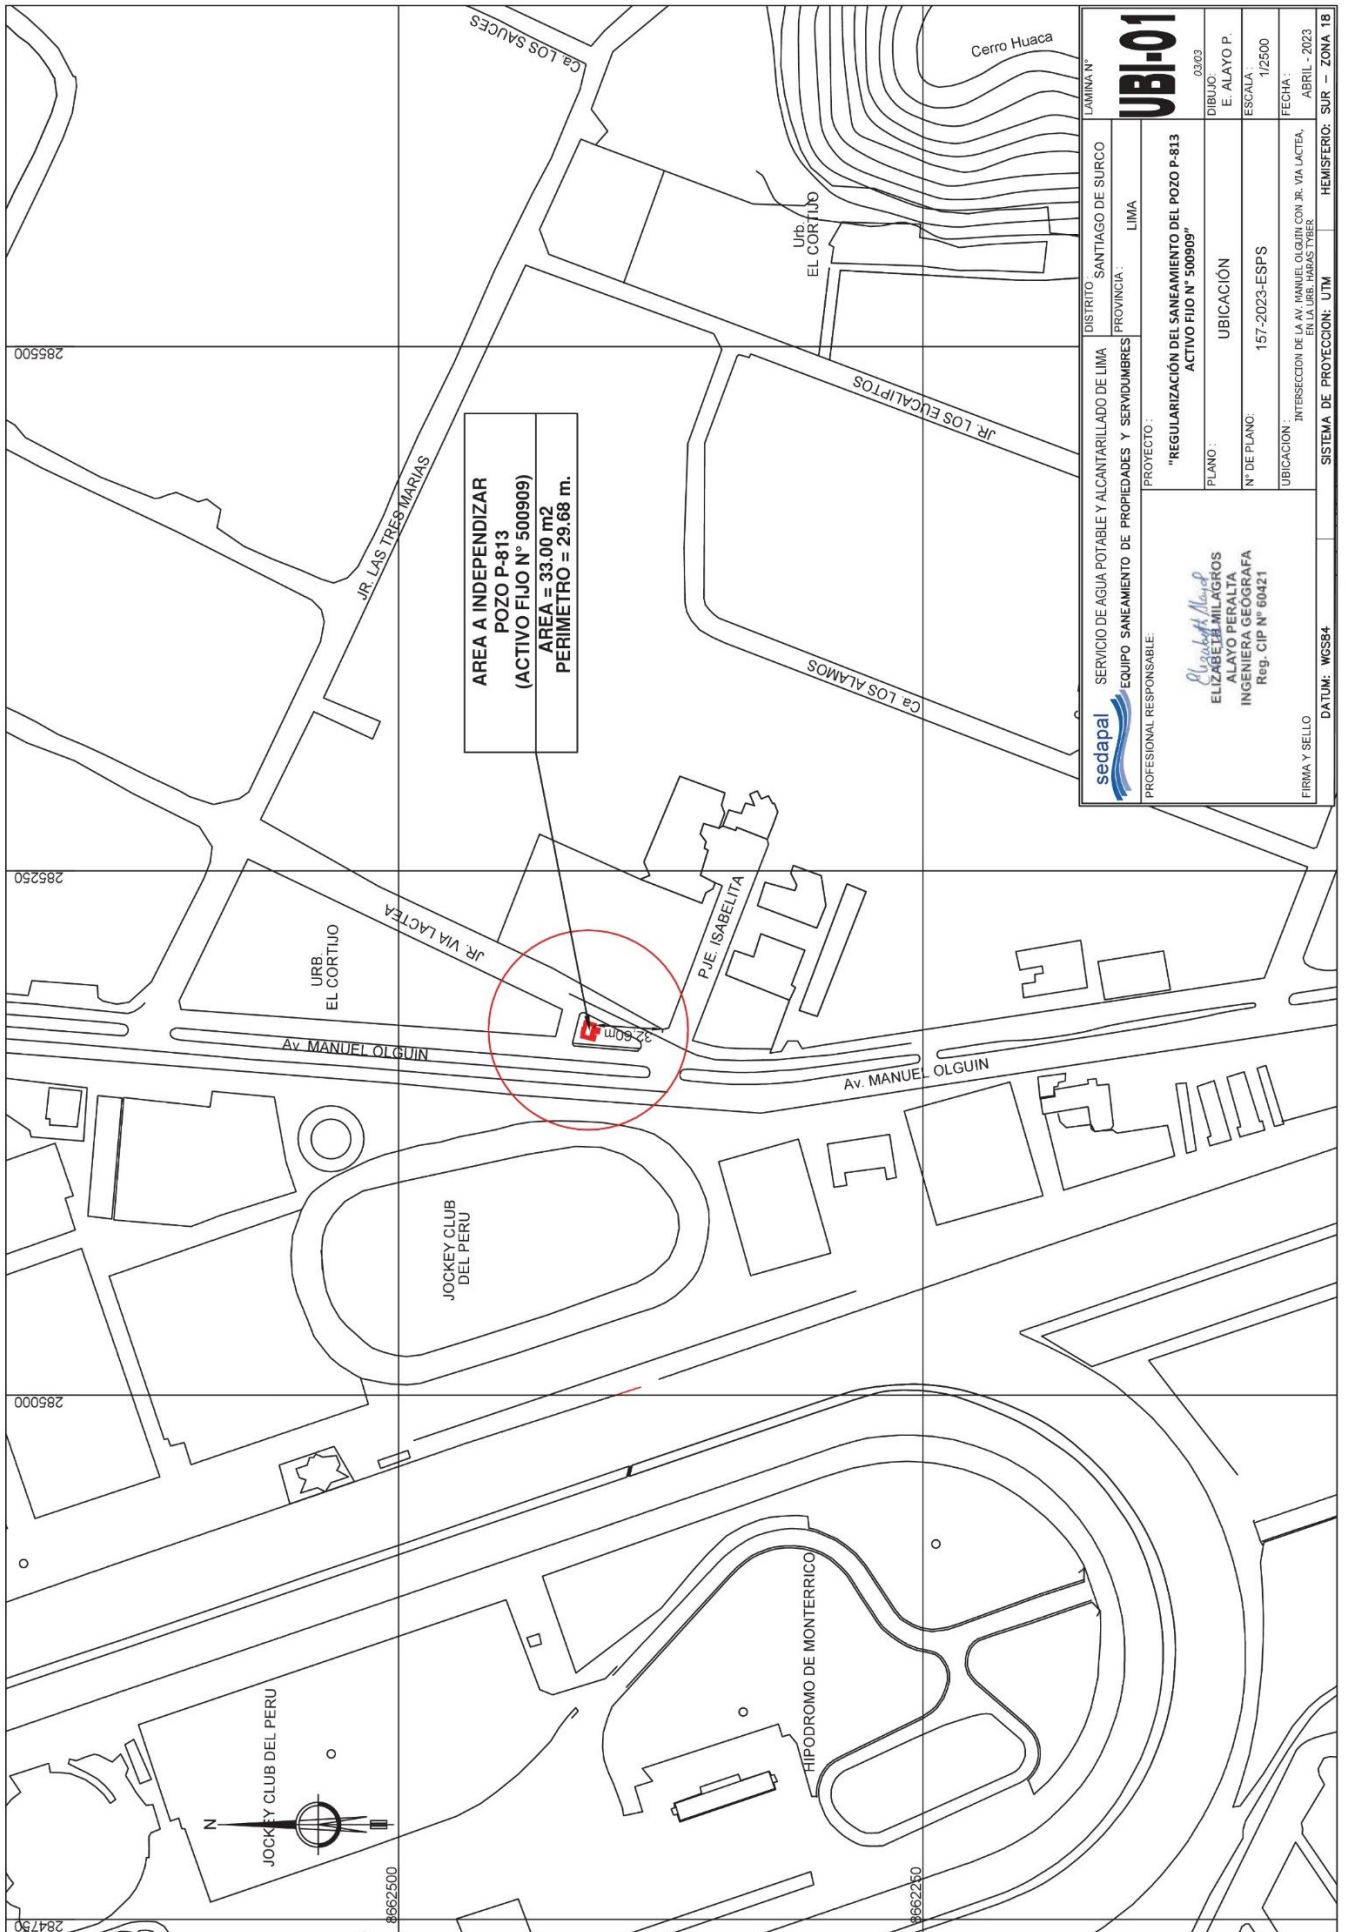 284750
285000
285250
285500
8662500
8662250
N
JOCKEY CLUB DEL PERU
HIPODROMO DE MONTERRICO
JOCKEY CLUB
DEL PERU
Av. MANUEL OLGUIN
Av. MANUEL OLGUIN
URB.
EL CORTIJO
JR. VIA LACTEA
32,60m
PJE. ISABELITA
JR. LAS TRES MARIAS
Ca. LOS SAUCES
Ca. LOS ALAMOS
JR. LOS EUCALIPTOS
Urb.
EL CORTIJO
Cerro Huaca
AREA A INDEPENDIZAR
POZO P-813
(ACTIVO FIJO N° 500909)
AREA = 33.00 m2
PERIMETRO = 29.68 m.
sedapal
SERVICIO DE AGUA POTABLE Y ALCANTARILLADO DE LIMA
EQUIPO SANEAMIENTO DE PROPIEDADES Y SERVIDUMBRES
DISTRITO :
SANTIAGO DE SURCO
PROVINCIA :
LIMA
LAMINA N°
UBI-01
03/03
PROFESIONAL RESPONSABLE:
Elizabeth Alayo P
ELIZABETH MILAGROS
ALAYO PERALTA
INGENIERA GEÓGRAFA
Reg. CIP N° 60421
FIRMA Y SELLO
PROYECTO :
"REGULARIZACIÓN DEL SANEAMIENTO DEL POZO P-813
ACTIVO FIJO N° 500909"
PLANO :
UBICACIÓN
N° DE PLANO:
157-2023-ESPS
UBICACION :
INTERSECCION DE LA AV. MANUEL OLGUIN CON JR. VIA LACTEA,
EN LA URB. HARAS TYBER
DIBUJO:
E. ALAYO P.
ESCALA :
1/2500
FECHA :
ABRIL - 2023
DATUM: WGS84
SISTEMA DE PROYECCION: UTM
HEMISFERIO: SUR - ZONA 18